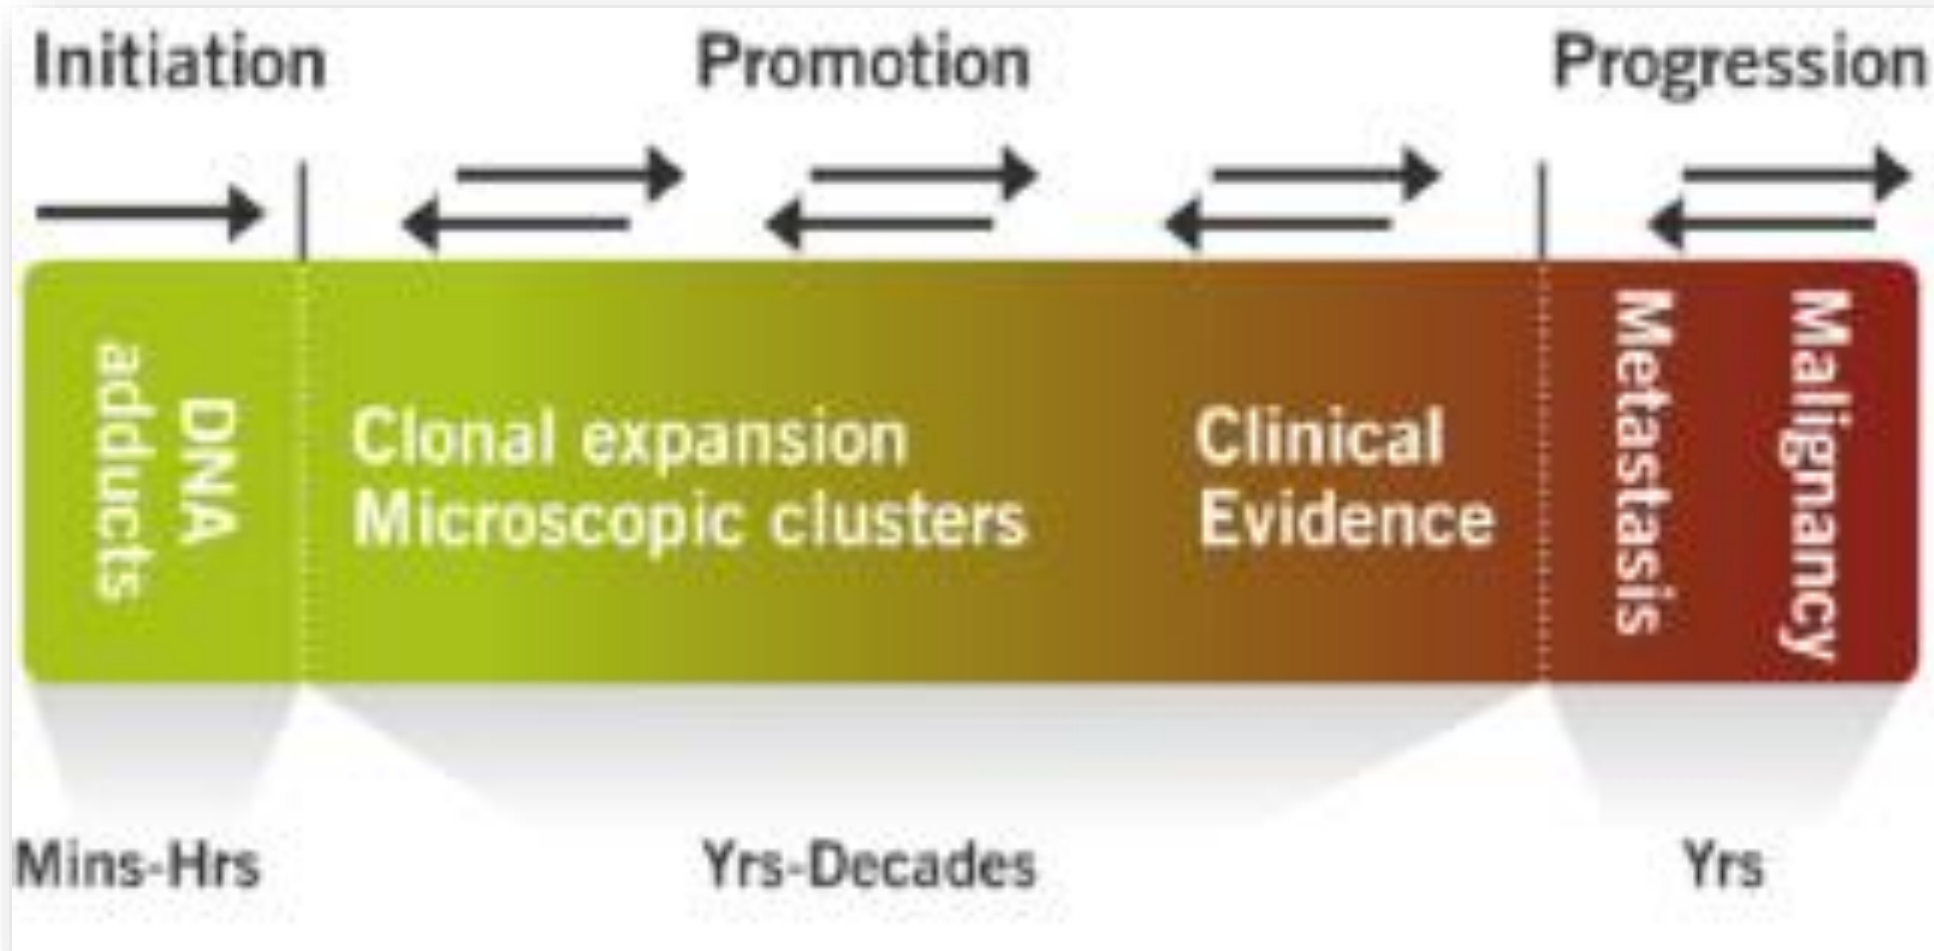 Initiation
Promotion
Progression
DNA
adducts
Clonal expansion
Microscopic clusters
Clinical
Evidence
Metastasis
Malignancy
Mins-Hrs
Yrs-Decades
Yrs